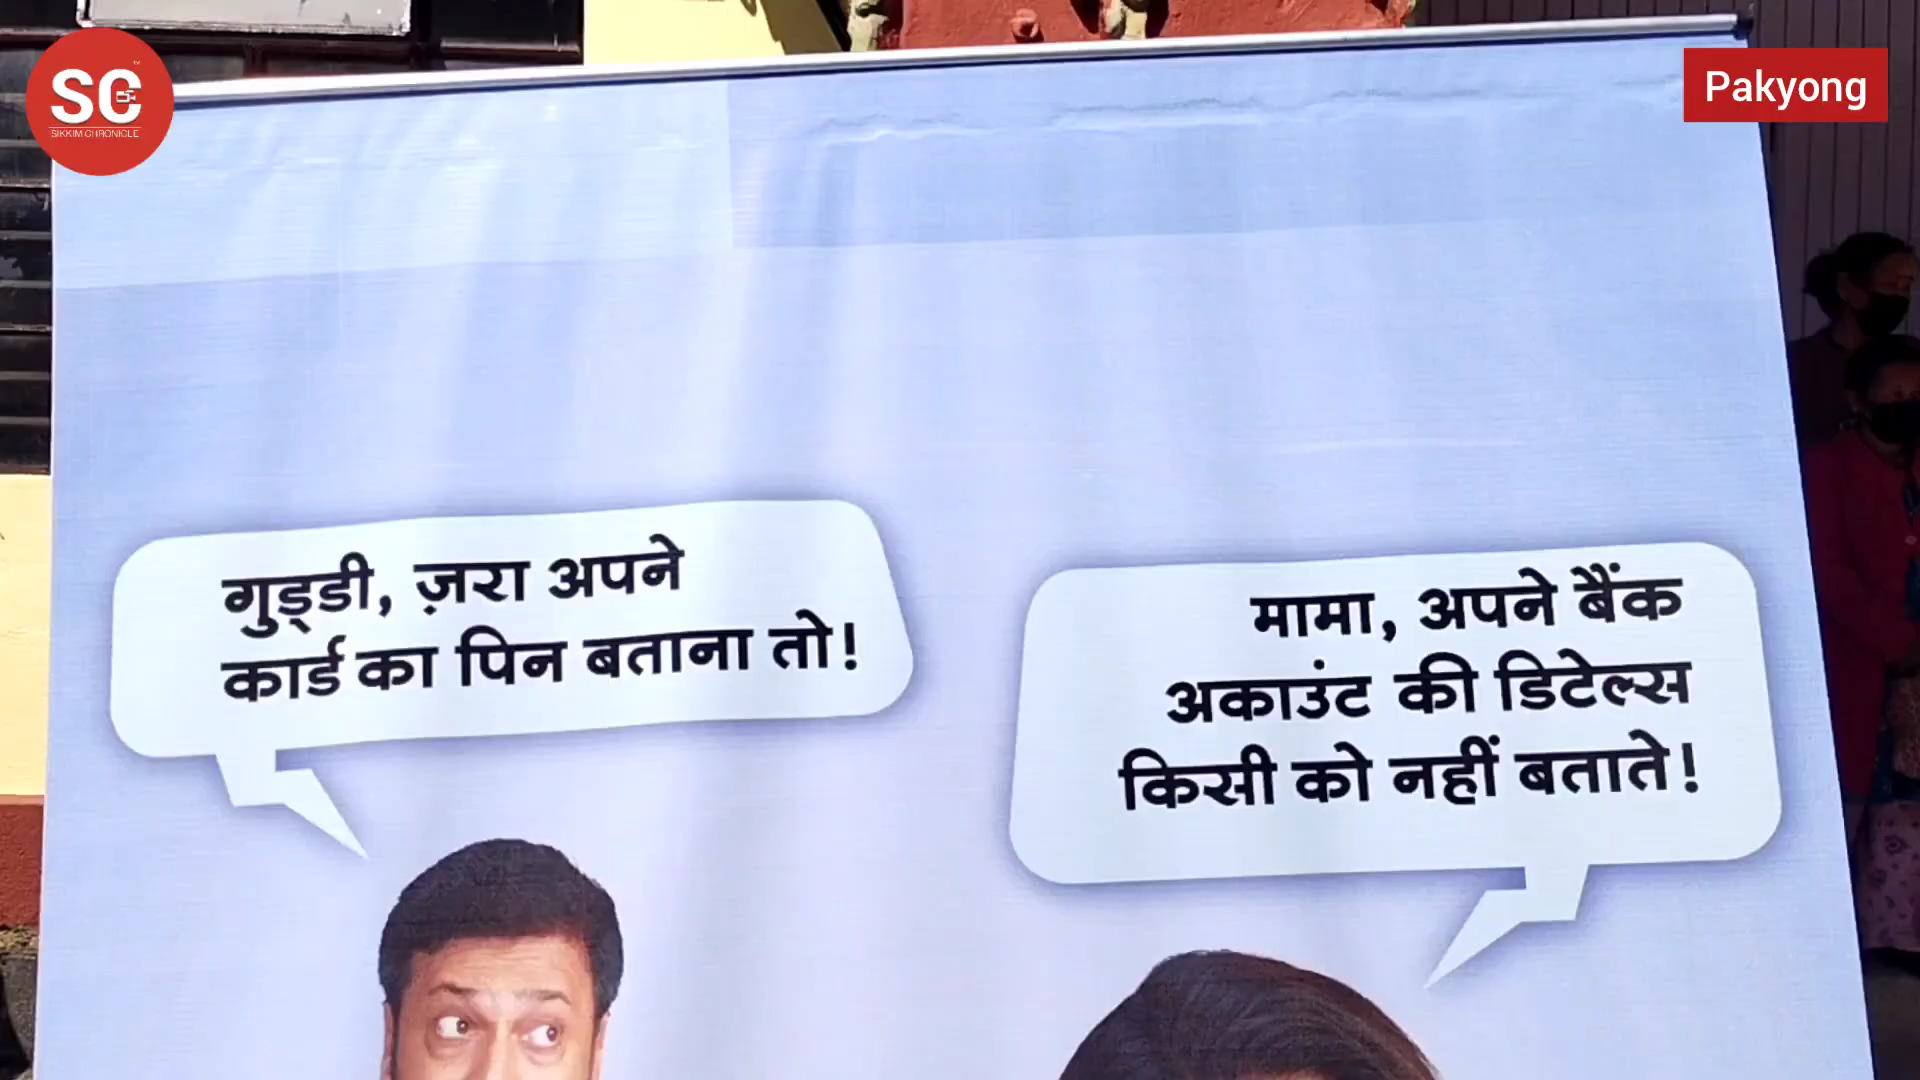 SC
SIKKIM CHRONICLE
Pakyong
गुड्डी, ज़रा अपने
कार्ड का पिन बताना तो!
मामा, अपने बैंक
अकाउंट की डिटेल्स
किसी को नहीं बताते!